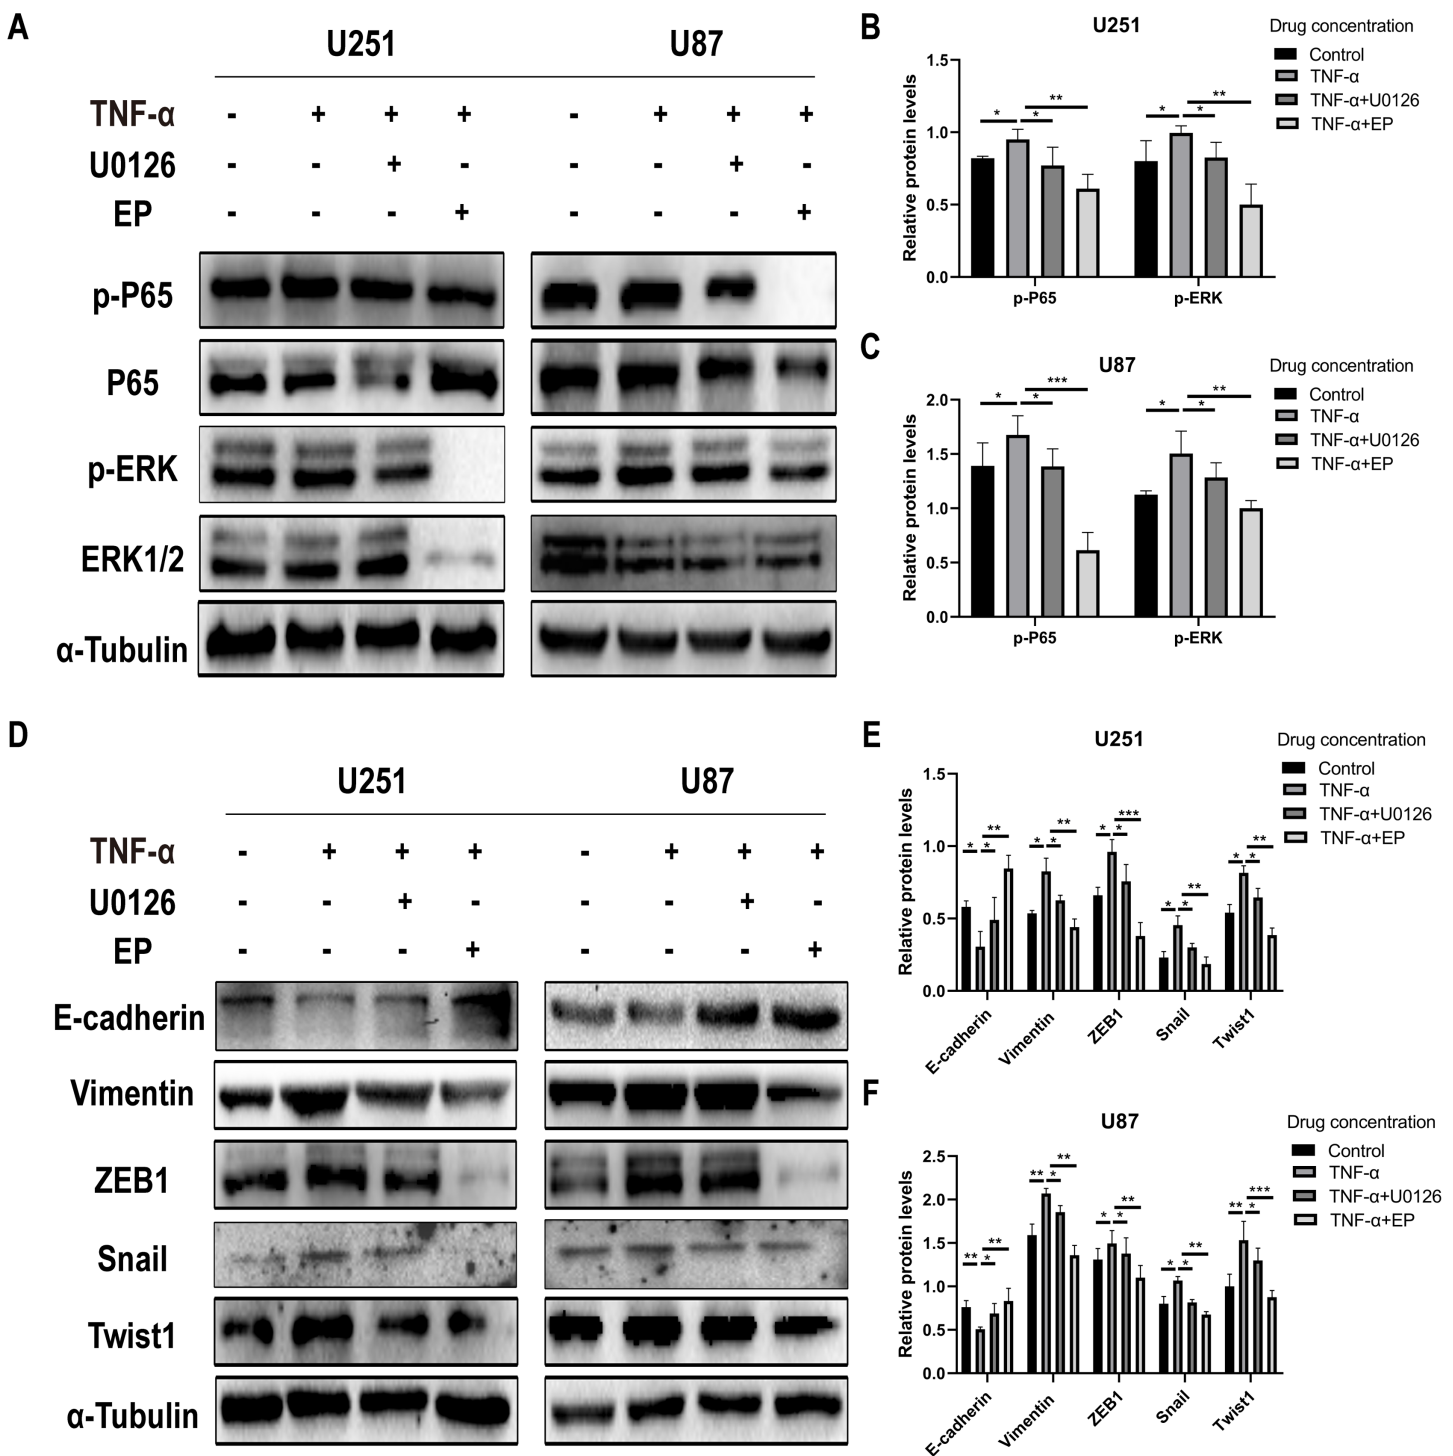 A
U251 U87
TNF-α - + + + - + + +
U0126 - - + - - - + -
EP - - - + - - - +
p-P65
P65
p-ERK
ERK1/2
α-Tubulin
B
U251
Drug concentration
Control
TNF-α
TNF-α+U0126
TNF-α+EP
Relative protein levels
1.5
1.0
0.5
0.0
* * **
* * **
p-P65 p-ERK
C
U87
Drug concentration
Control
TNF-α
TNF-α+U0126
TNF-α+EP
Relative protein levels
2.0
1.5
1.0
0.5
0.0
* * ***
* * **
p-P65 p-ERK
D
U251 U87
TNF-α - + + + - + + +
U0126 - - + - - - + -
EP - - - + - - - +
E-cadherin
Vimentin
ZEB1
Snail
Twist1
α-Tubulin
E
U251
Drug concentration
Control
TNF-α
TNF-α+U0126
TNF-α+EP
Relative protein levels
1.5
1.0
0.5
0.0
* * **
* * **
* * ***
* * **
* * **
E-cadherin Vimentin ZEB1 Snail Twist1
F
U87
Drug concentration
Control
TNF-α
TNF-α+U0126
TNF-α+EP
Relative protein levels
2.5
2.0
1.5
1.0
0.5
0.0
** * **
** * **
* * **
* * **
** * ***
E-cadherin Vimentin ZEB1 Snail Twist1